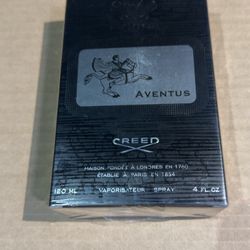 AVENTUS
CREED
MAISON FONDÉE À LONDRES EN 1760
ÉTABLIE À PARIS EN 1854
120 ML VAPORISATEUR SPRAY 4 FL.OZ